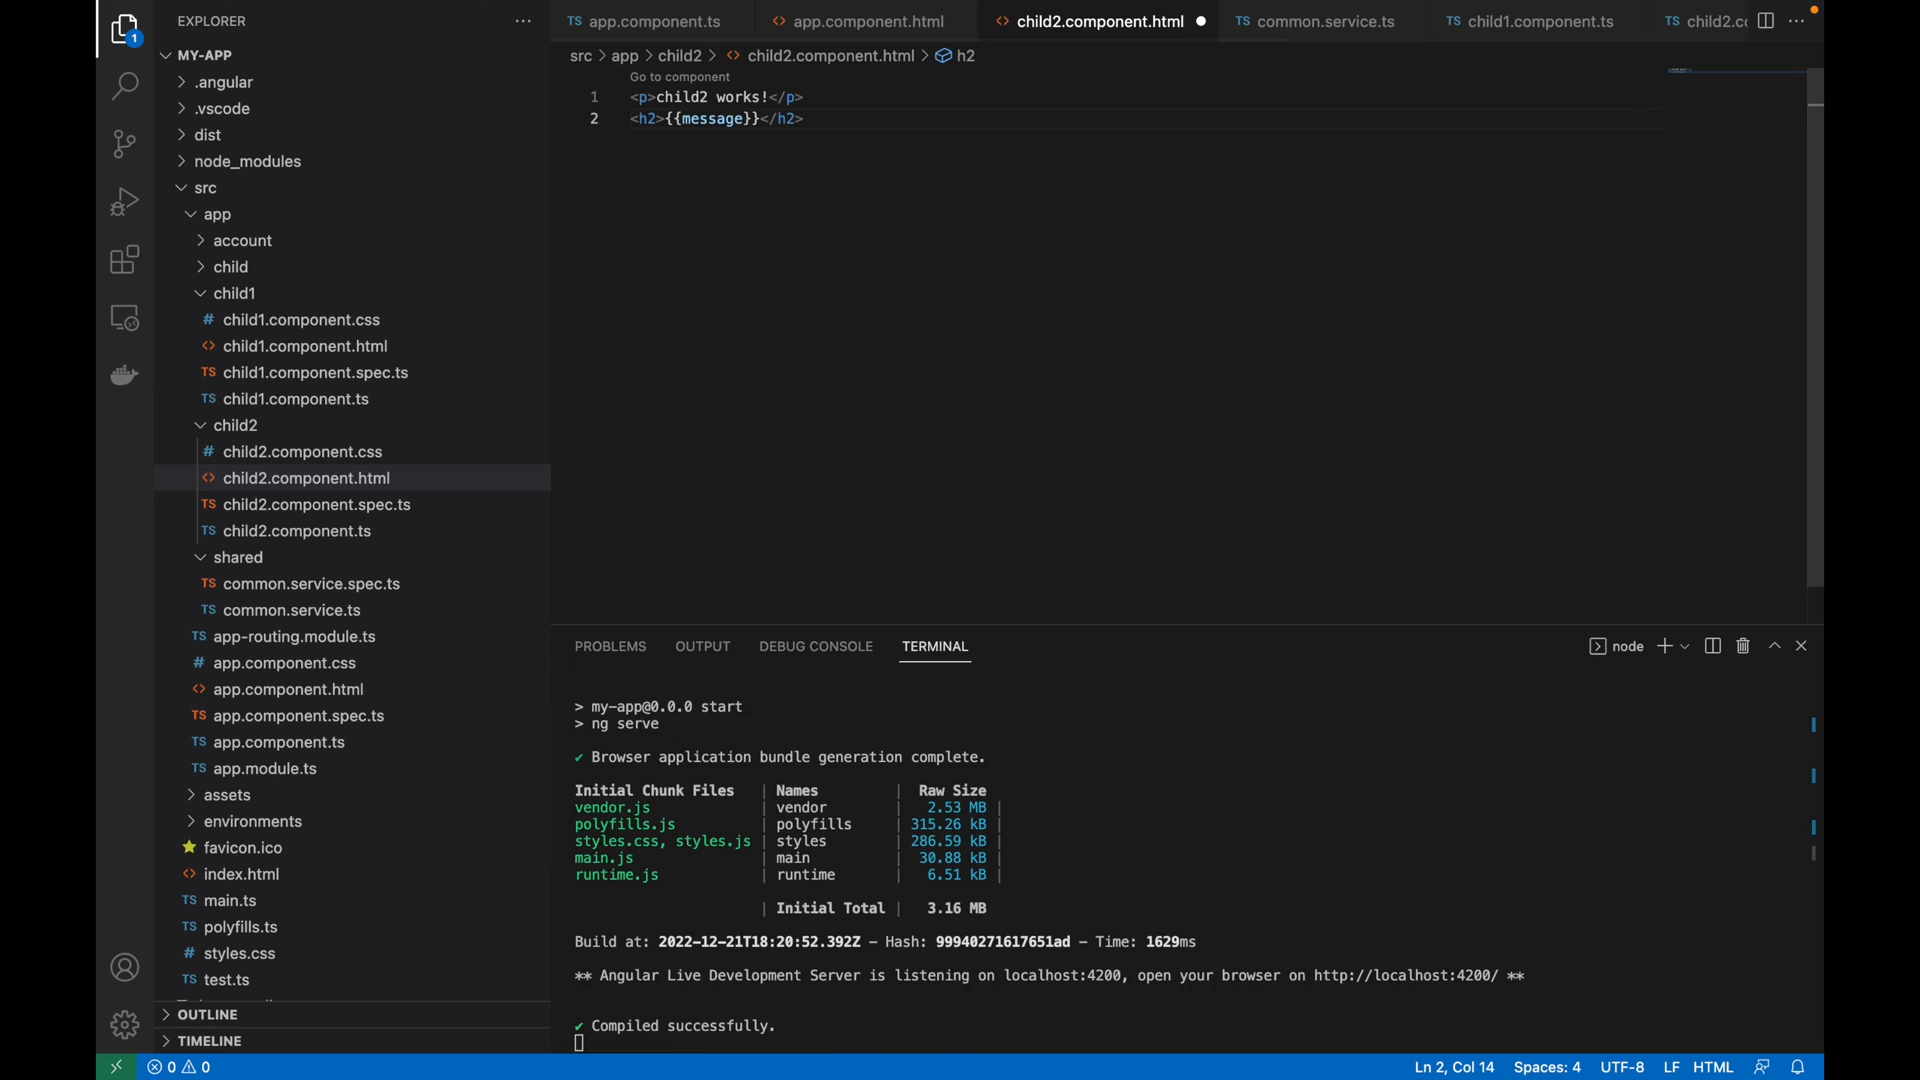 EXPLORER
1
MY-APP
.angular
.vscode
dist
node_modules
src
app
account
child
child1
# child1.component.css
<> child1.component.html
TS child1.component.spec.ts
TS child1.component.ts
child2
# child2.component.css
<> child2.component.html
TS child2.component.spec.ts
TS child2.component.ts
shared
TS common.service.spec.ts
TS common.service.ts
TS app-routing.module.ts
# app.component.css
<> app.component.html
TS app.component.spec.ts
TS app.component.ts
TS app.module.ts
assets
environments
favicon.ico
<> index.html
TS main.ts
TS polyfills.ts
# styles.css
TS test.ts
OUTLINE
TIMELINE
TS app.component.ts <> app.component.html <> child2.component.html TS common.service.ts TS child1.component.ts TS child2.co
src > app > child2 > <> child2.component.html > h2
Go to component
1 <p>child2 works!</p>
2 <h2>{{message}}</h2>
PROBLEMS OUTPUT DEBUG CONSOLE TERMINAL node
> my-app@0.0.0 start
> ng serve
✔ Browser application bundle generation complete.
Initial Chunk Files | Names | Raw Size
vendor.js | vendor | 2.53 MB |
polyfills.js | polyfills | 315.26 kB |
styles.css, styles.js | styles | 286.59 kB |
main.js | main | 30.88 kB |
runtime.js | runtime | 6.51 kB |
| Initial Total | 3.16 MB
Build at: 2022-12-21T18:20:52.392Z - Hash: 99940271617651ad - Time: 1629ms
** Angular Live Development Server is listening on localhost:4200, open your browser on http://localhost:4200/ **
✔ Compiled successfully.
0 0 Ln 2, Col 14 Spaces: 4 UTF-8 LF HTML